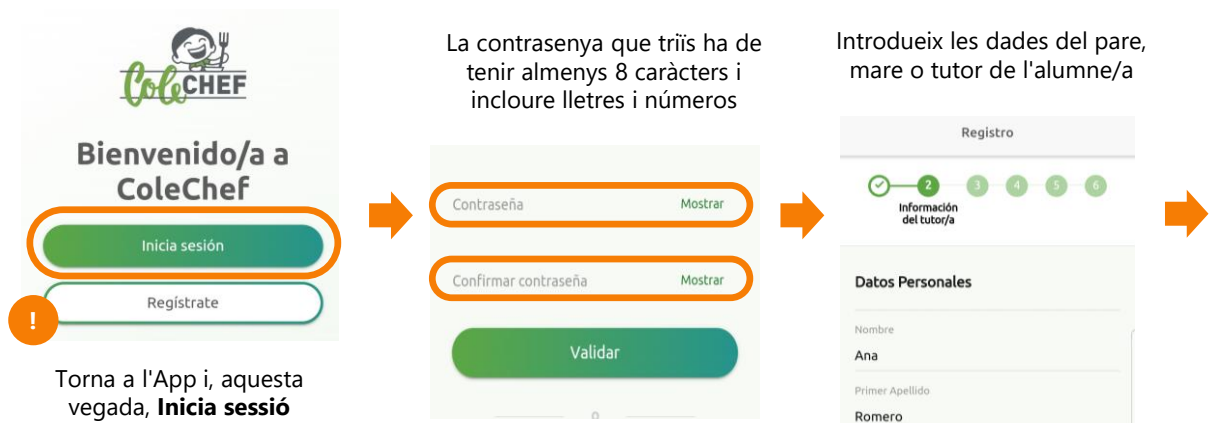 ColeCHEF
Bienvenido/a a
ColeChef
Inicia sesión
Regístrate
!
Torna a l'App i, aquesta
vegada, Inicia sessió
La contrasenya que triïs ha de
tenir almenys 8 caràcters i
incloure lletres i números
Contraseña Mostrar
Confirmar contraseña Mostrar
Validar
Introdueix les dades del pare,
mare o tutor de l'alumne/a
Registro
2 3 4 5 6
Información
del tutor/a
Datos Personales
Nombre
Ana
Primer Apellido
Romero